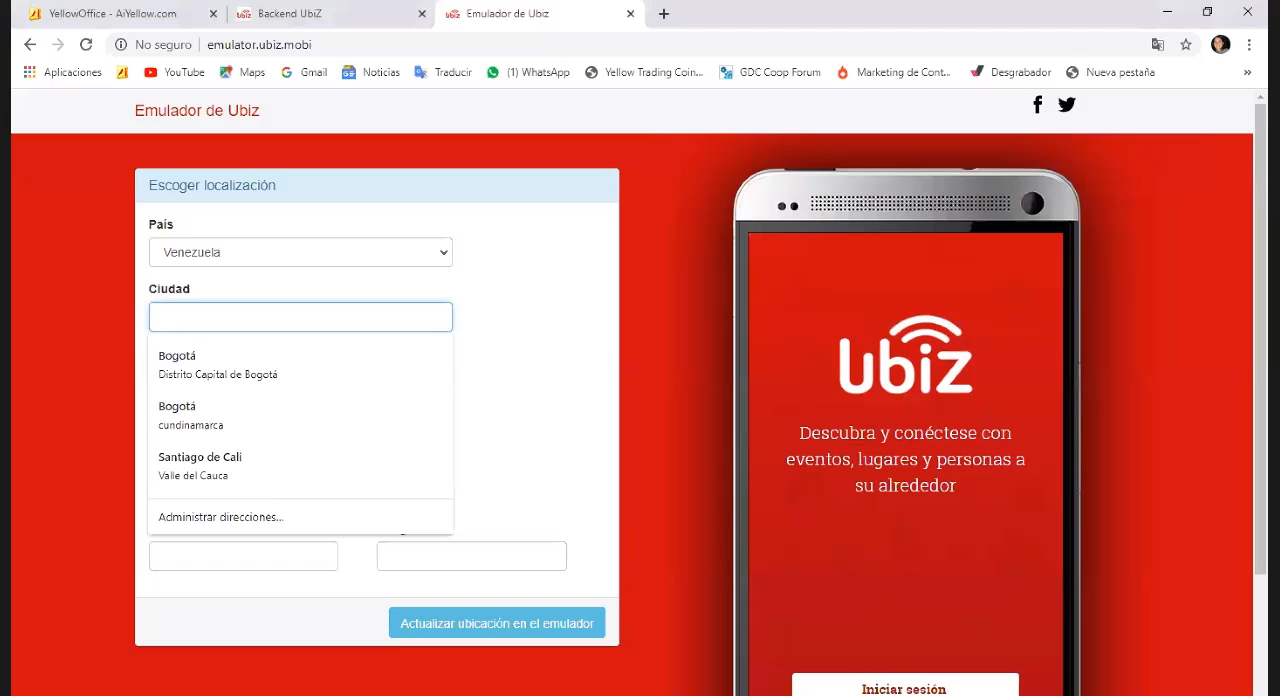 YellowOffice - AiYellow.com
Backend UbiZ
Emulador de Ubiz
No seguro
emulator.ubiz.mobi
Aplicaciones
YouTube
Maps
Gmail
Noticias
Traducir
(1) WhatsApp
Yellow Trading Coin...
GDC Coop Forum
Marketing de Cont...
Desgrabador
Nueva pestaña
»
Emulador de Ubiz
Escoger localización
País
Venezuela
Ciudad
Bogotá
Distrito Capital de Bogotá
Bogotá
cundinamarca
Santiago de Cali
Valle del Cauca
Administrar direcciones...
Actualizar ubicación en el emulador
ubiz
Descubra y conéctese con
eventos, lugares y personas a
su alrededor
Iniciar sesión